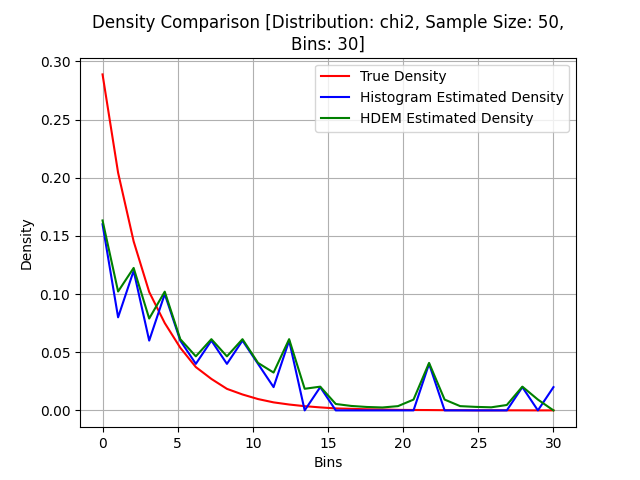 Density Comparison [Distribution: chi2, Sample Size: 50,
Bins: 30]
True Density
Histogram Estimated Density
HDEM Estimated Density
Density
0.30
0.25
0.20
0.15
0.10
0.05
0.00
0 5 10 15 20 25 30
Bins